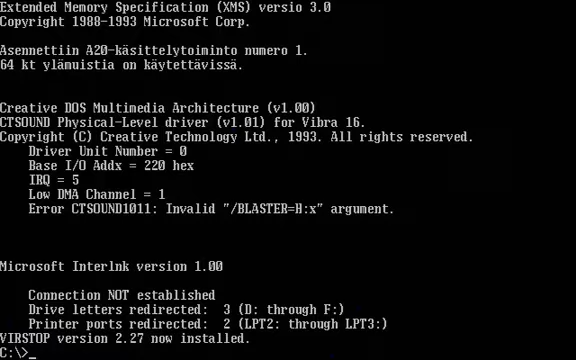 Extended Memory Specification (XMS) versio 3.0
Copyright 1988-1993 Microsoft Corp.
Asennettiin A20-käsittelytoiminto numero 1.
64 kt ylämuistia on käytettävissä.
Creative DOS Multimedia Architecture (v1.00)
CTSOUND Physical-Level driver (v1.01) for Vibra 16.
Copyright (C) Creative Technology Ltd., 1993. All rights reserved.
Driver Unit Number = 0
Base I/O Addx = 220 hex
IRQ = 5
Low DMA Channel = 1
Error CTSOUND1011: Invalid "/BLASTER=H:x" argument.
Microsoft Interlnk version 1.00
Connection NOT established
Drive letters redirected:  3 (D: through F:)
Printer ports redirected:  2 (LPT2: through LPT3:)
VIRSTOP version 2.27 now installed.
C:\>_